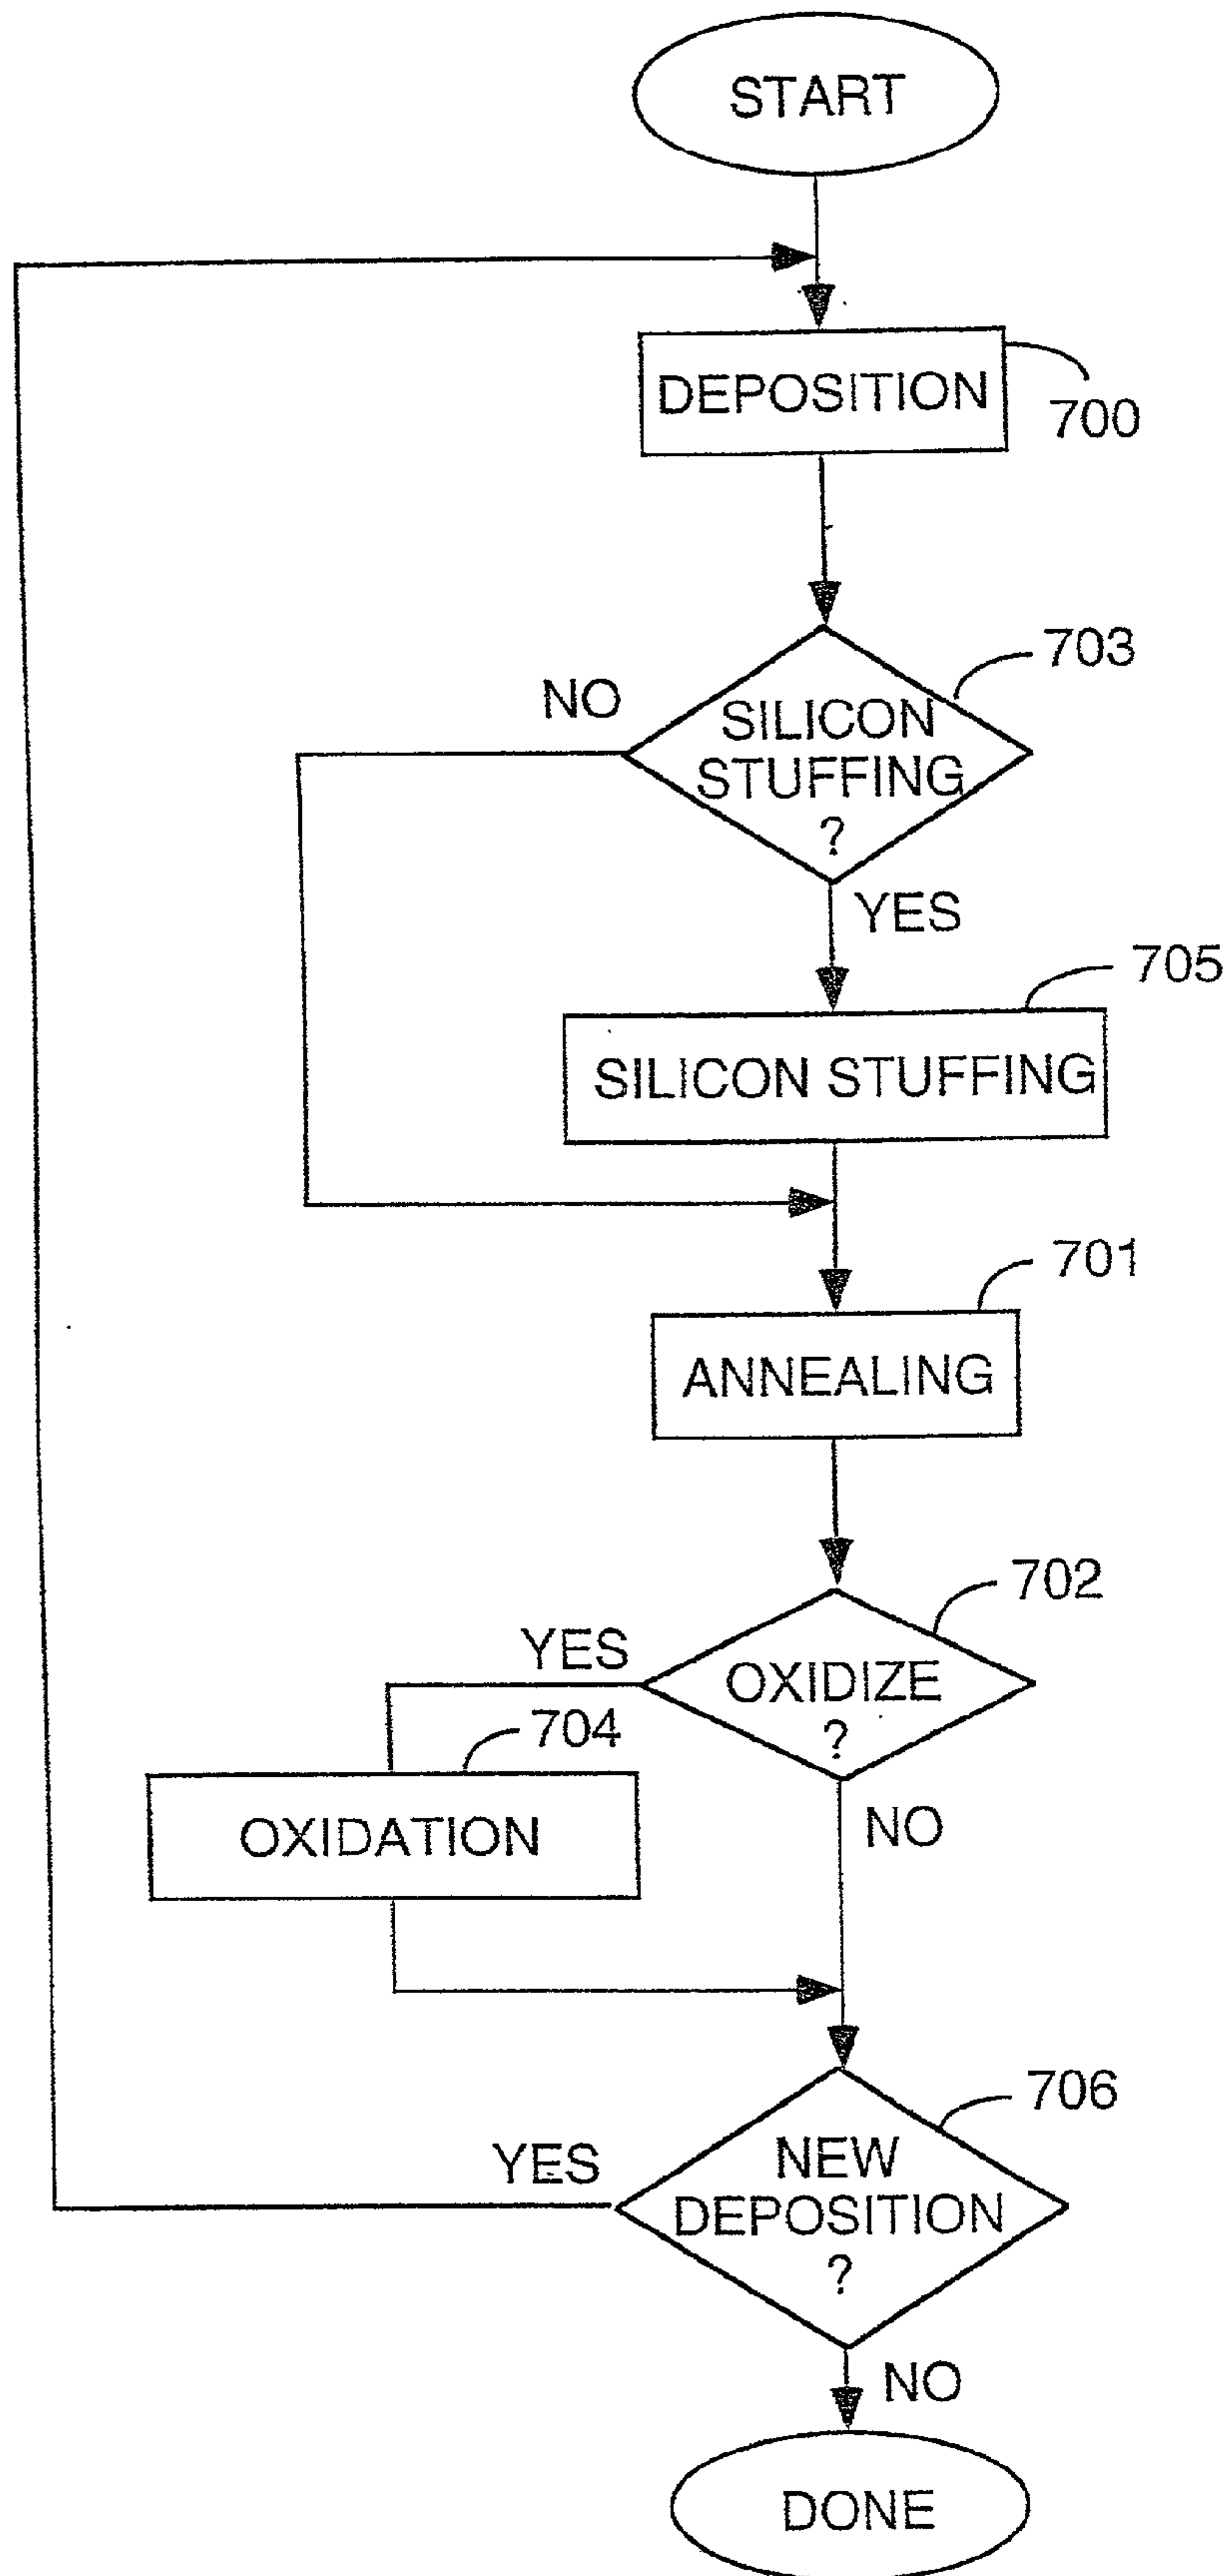 START
DEPOSITION
700
703
NO
SILICON
STUFFING
?
YES
705
SILICON STUFFING
701
ANNEALING
702
YES
OXIDIZE
?
704
OXIDATION
NO
706
YES
NEW
DEPOSITION
?
NO
DONE